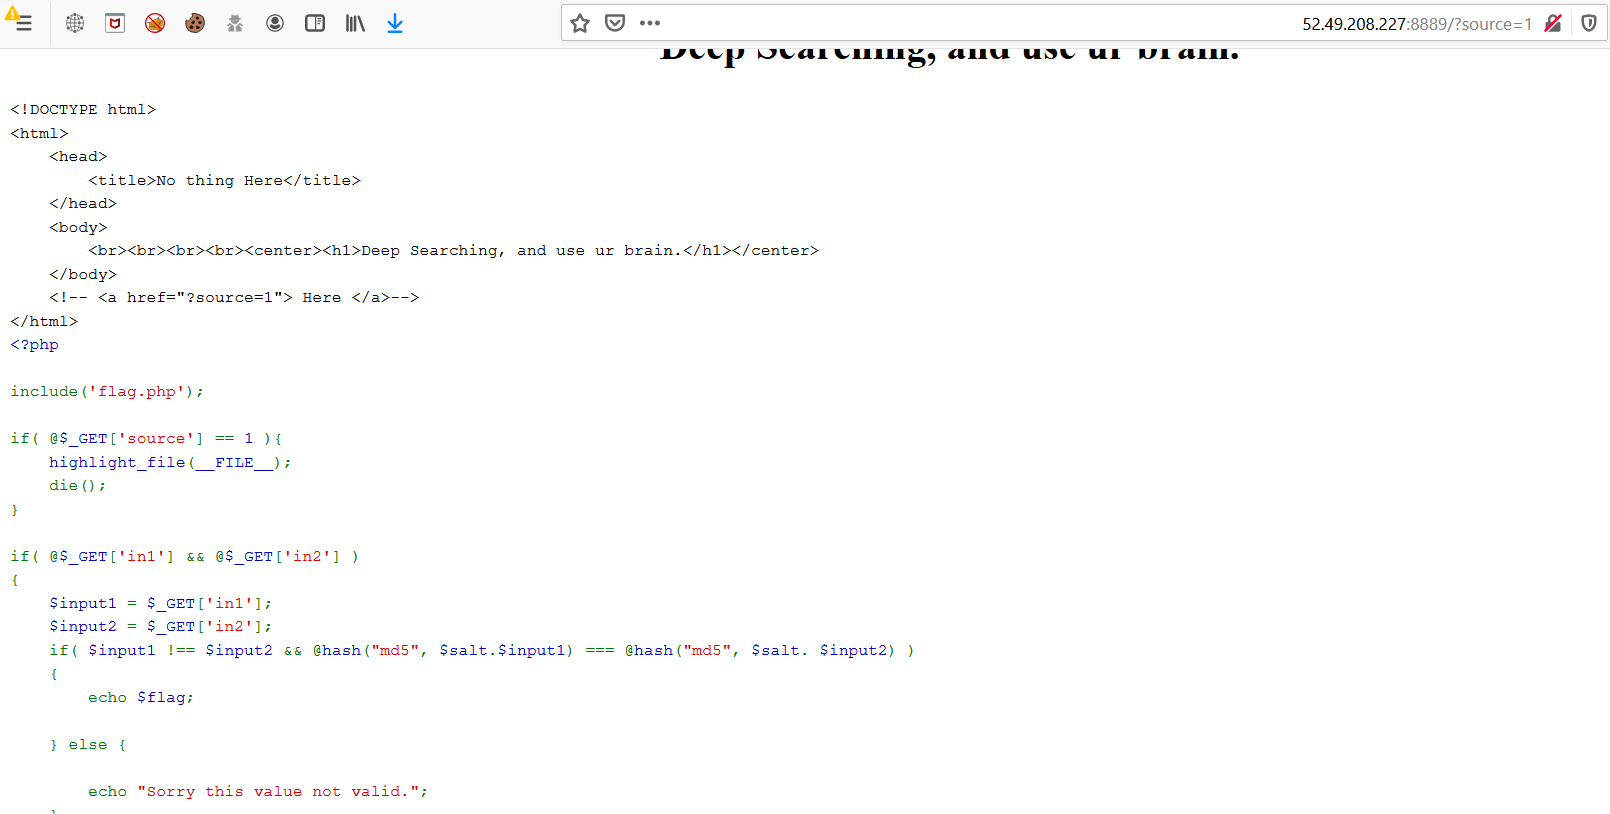 52.49.208.227:8889/?source=1
Deep Searching, and use ur brain.
<!DOCTYPE html>
<html>
    <head>
        <title>No thing Here</title>
    </head>
    <body>
        <br><br><br><br><center><h1>Deep Searching, and use ur brain.</h1></center>
    </body>
    <!-- <a href="?source=1"> Here </a>-->
</html>
<?php
include('flag.php');
if( @$_GET['source'] == 1 ){
    highlight_file(__FILE__);
    die();
}
if( @$_GET['in1'] && @$_GET['in2'] )
{
    $input1 = $_GET['in1'];
    $input2 = $_GET['in2'];
    if( $input1 !== $input2 && @hash("md5", $salt.$input1) === @hash("md5", $salt. $input2) )
    {
        echo $flag;
    } else {
        echo "Sorry this value not valid.";
    }